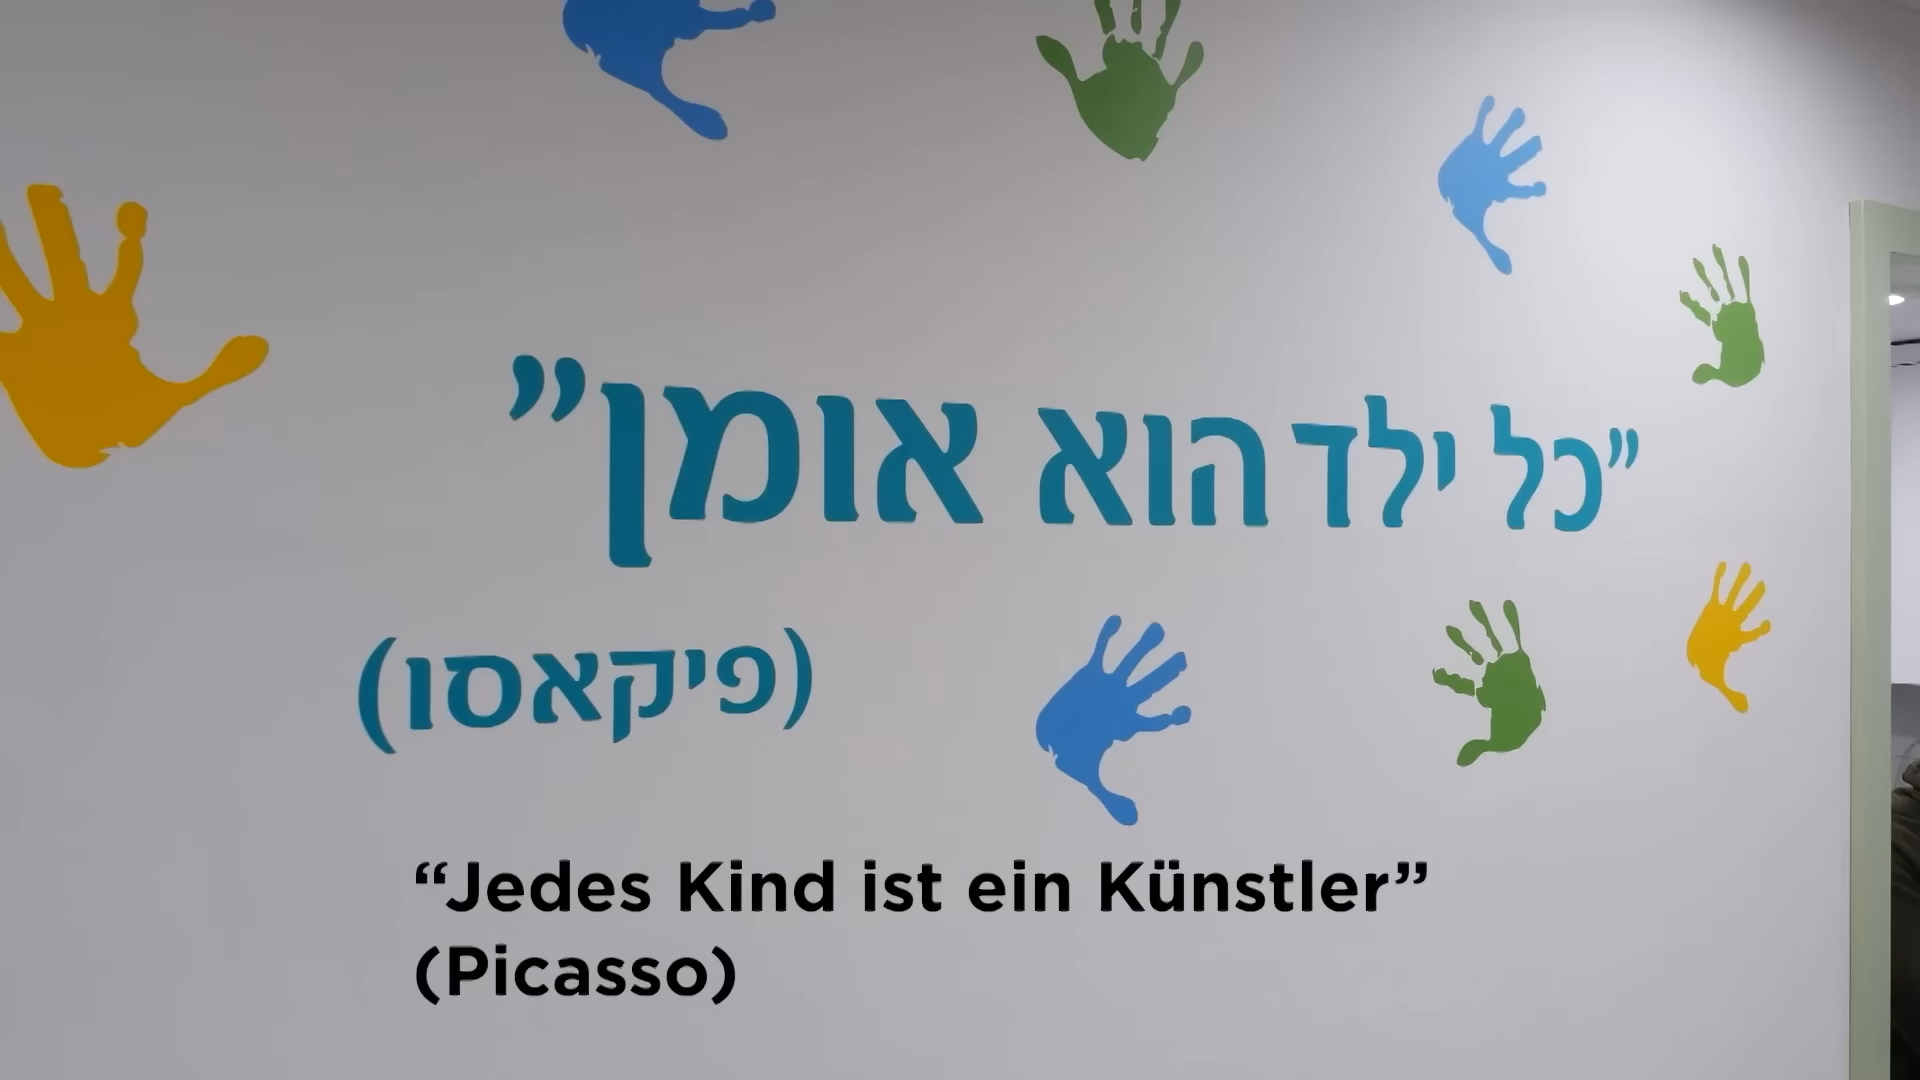 ”כל ילד הוא אומן”
(פיקאסו)
“Jedes Kind ist ein Künstler”
(Picasso)